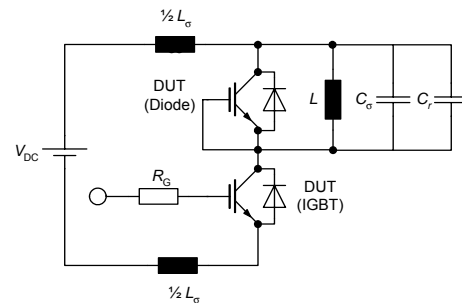 ½ Lσ
DUT
(Diode)
L
Cσ
Cr
VDC
RG
DUT
(IGBT)
½ Lσ